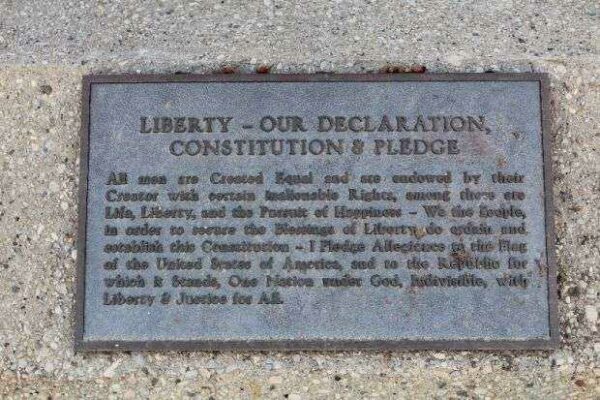 LIBERTY – OUR DECLARATION,
CONSTITUTION & PLEDGE
All men are Created Equal and are endowed by their
Creator with certain Inalienable Rights, among these are
Life, Liberty, and the Pursuit of Happiness – We the People,
in order to secure the Blessings of Liberty, do ordain and
establish this Constitution – I Pledge Allegiance to the Flag
of the United States of America, and to the Republic for
which it Stands, One Nation under God, Indivisible, with
Liberty & Justice for All.